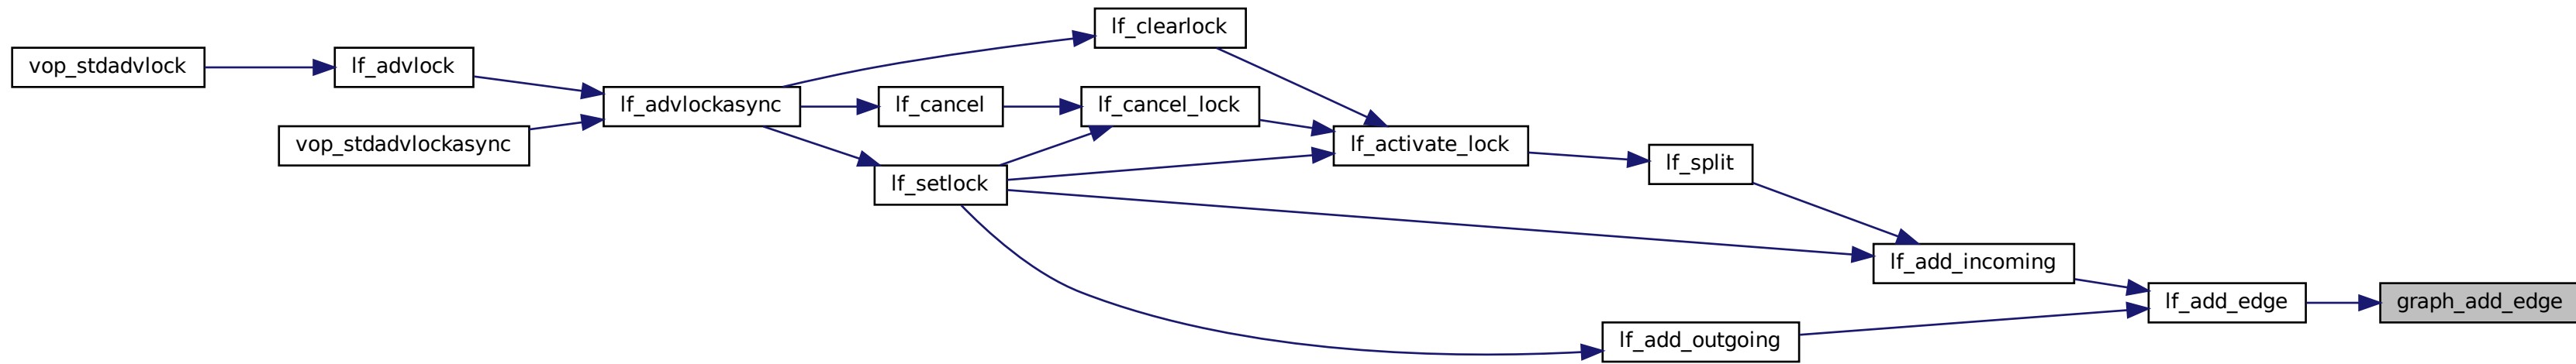 vop_stdadvlock
lf_advlock
vop_stdadvlockasync
lf_advlockasync
lf_clearlock
lf_cancel
lf_cancel_lock
lf_setlock
lf_activate_lock
lf_split
lf_add_incoming
lf_add_outgoing
lf_add_edge
graph_add_edge